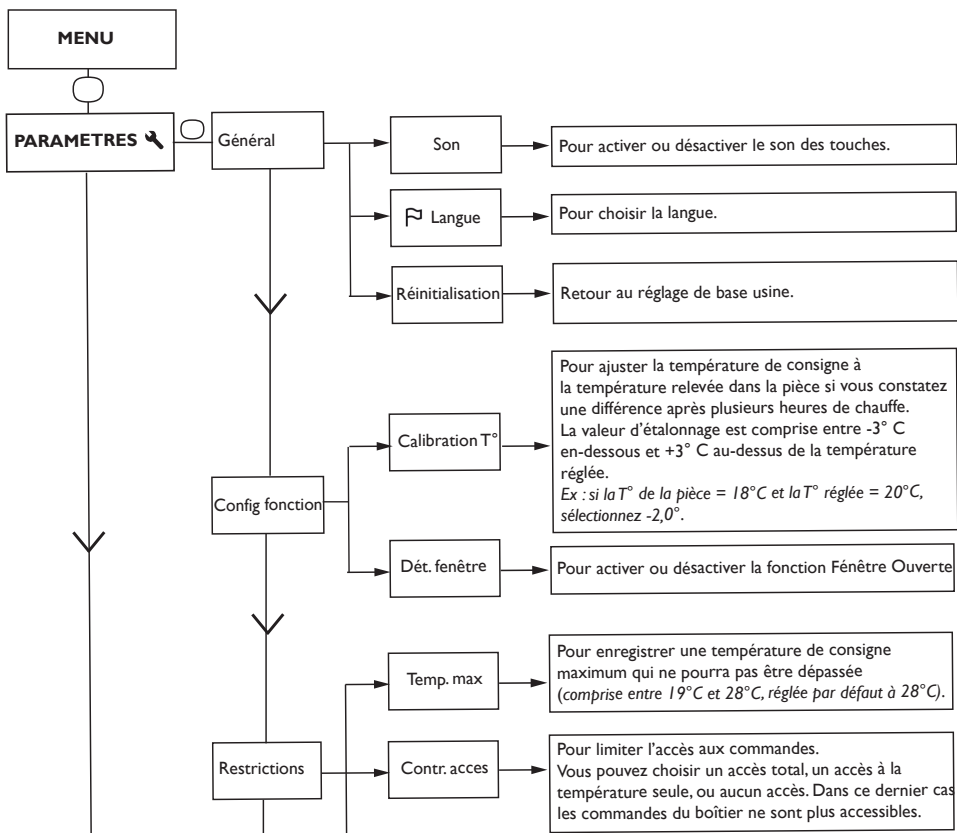 MENU
PARAMETRES
Général
Son
Pour activer ou désactiver le son des touches.
Langue
Pour choisir la langue.
Réinitialisation
Retour au réglage de base usine.
Config fonction
Calibration T°
Pour ajuster la température de consigne à
la température relevée dans la pièce si vous constatez
une différence après plusieurs heures de chauffe.
La valeur d'étalonnage est comprise entre -3° C
en-dessous et +3° C au-dessus de la température
réglée.
Ex : si la T° de la pièce = 18°C et la T° réglée = 20°C,
sélectionnez -2,0°.
Dét. fenêtre
Pour activer ou désactiver la fonction Fénêtre Ouverte
Restrictions
Temp. max
Pour enregistrer une température de consigne
maximum qui ne pourra pas être dépassée
(comprise entre 19°C et 28°C, réglée par défaut à 28°C).
Contr. acces
Pour limiter l'accès aux commandes.
Vous pouvez choisir un accès total, un accès à la
température seule, ou aucun accès. Dans ce dernier cas
les commandes du boîtier ne sont plus accessibles.